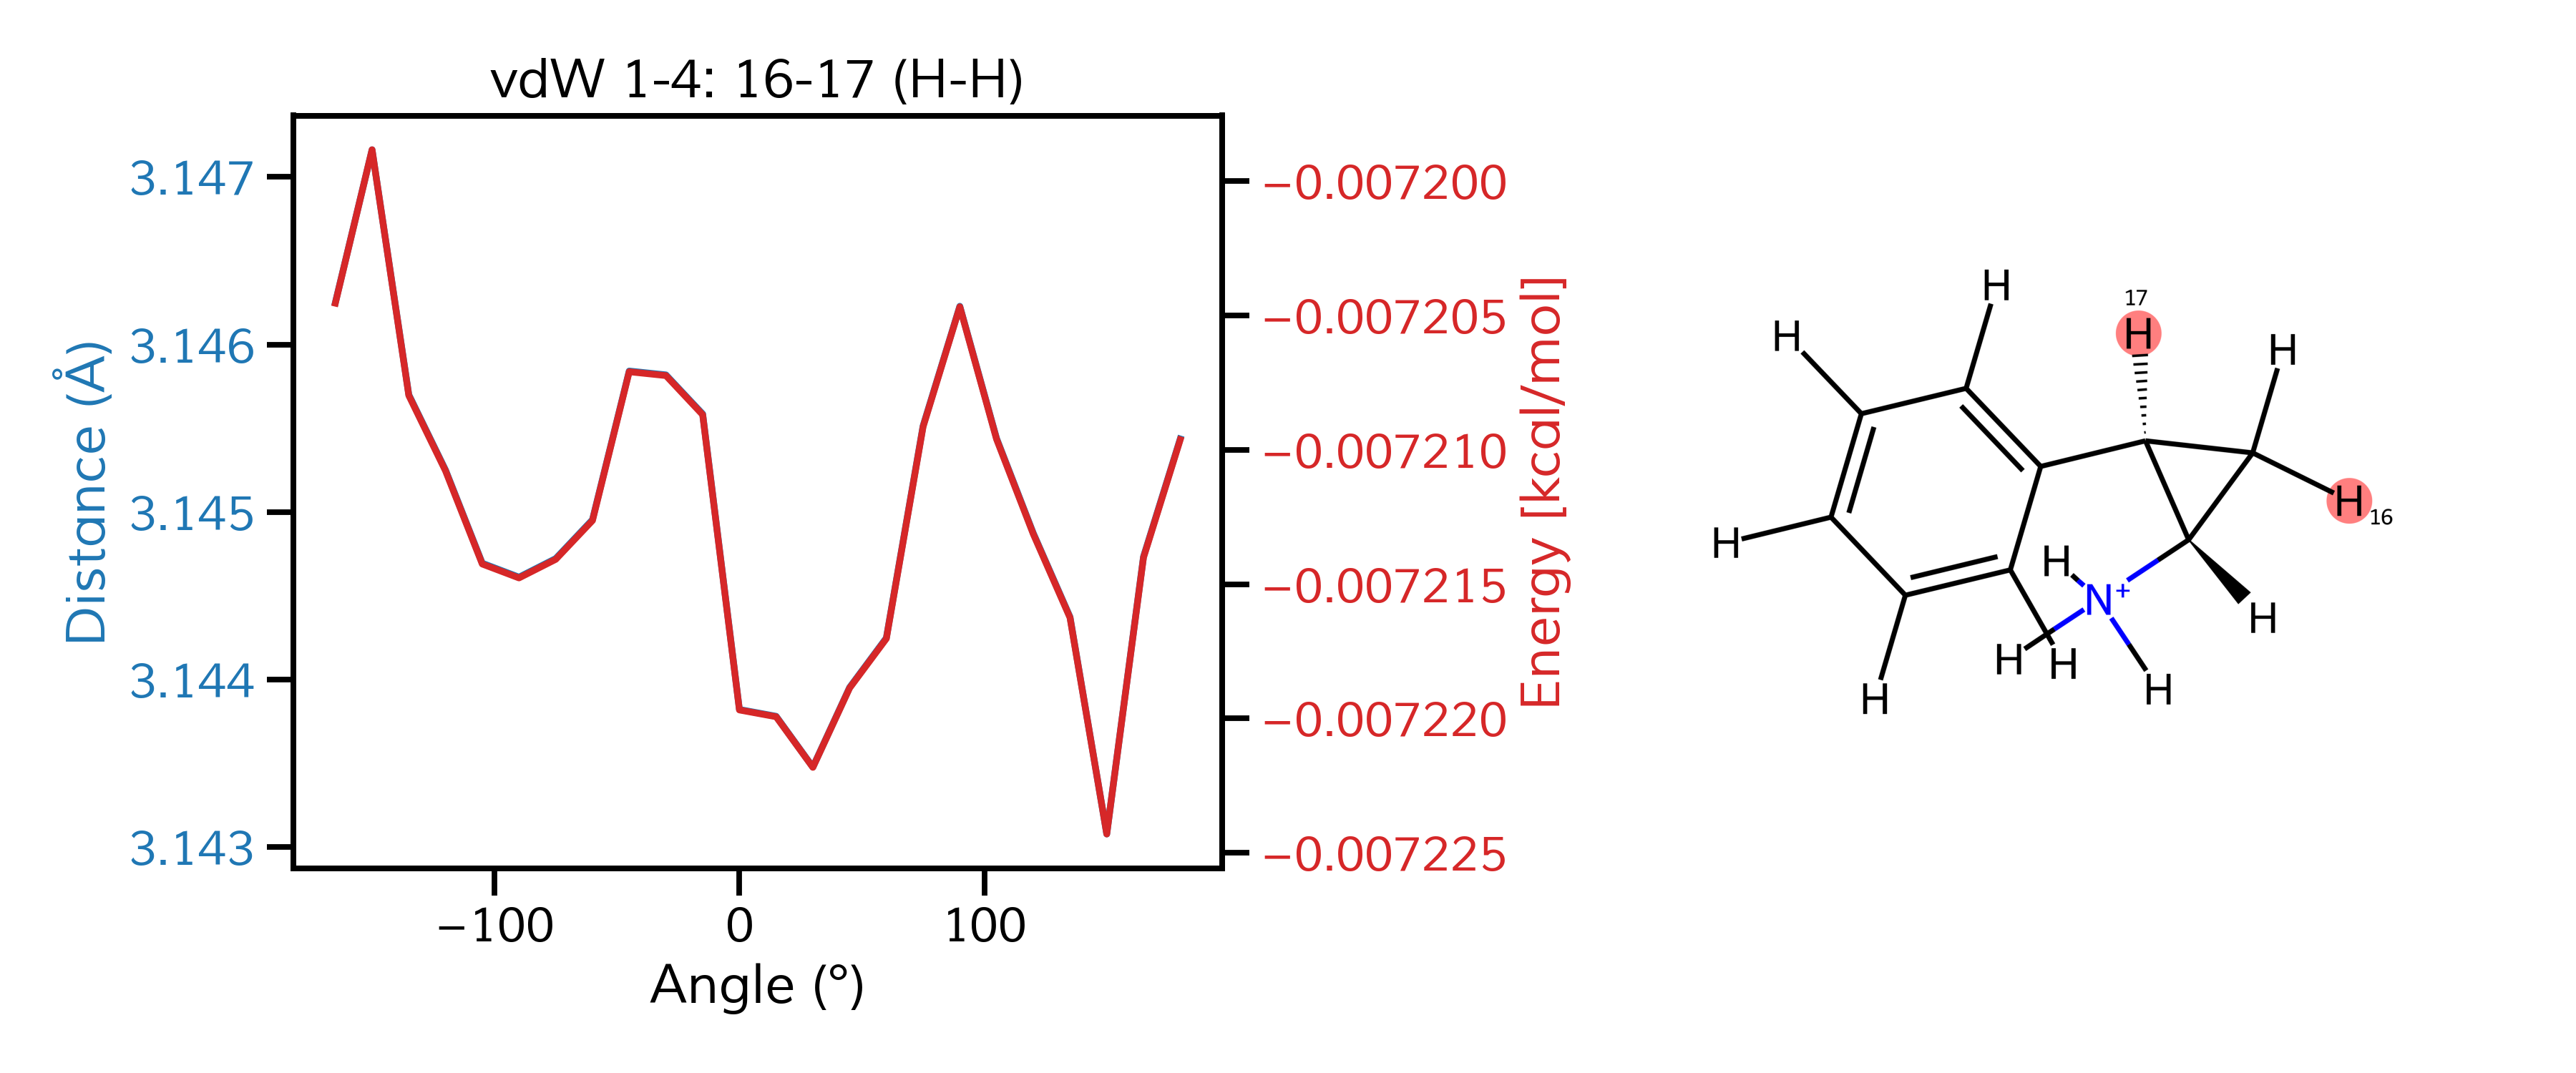 vdW 1-4: 16-17 (H-H)
Distance (Å)
3.147
3.146
3.145
3.144
3.143
−0.007200
−0.007205
−0.007210
−0.007215
−0.007220
−0.007225
Energy [kcal/mol]
−100
0
100
Angle (°)
H
17
H
H
H
H
16
H
H
H
N+
H
H
H
H
H